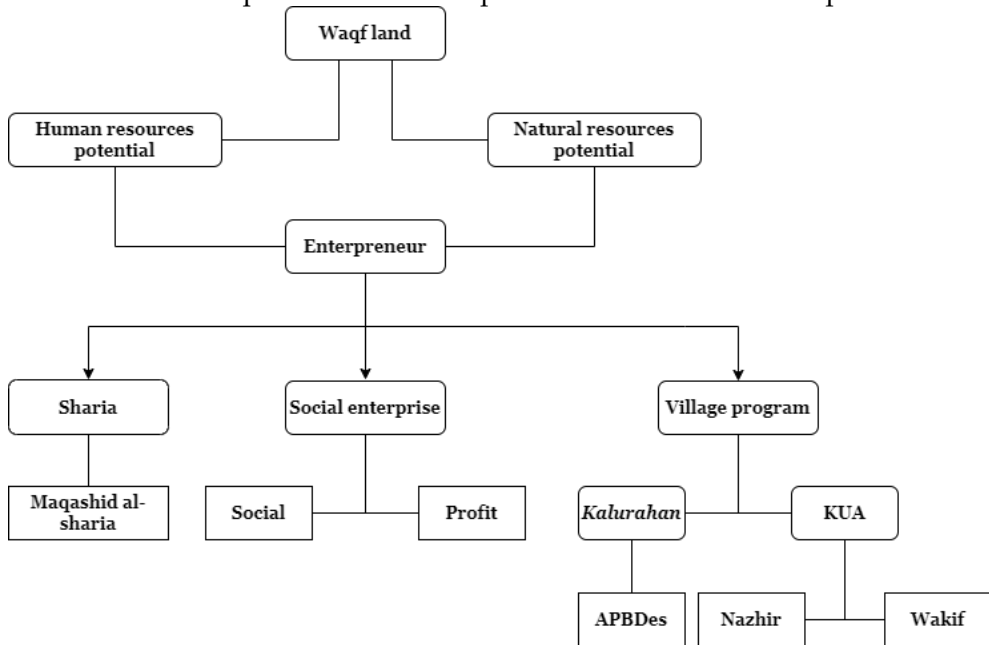 Waqf land
Human resources
potential
Natural resources
potential
Enterpreneur
Sharia
Social enterprise
Village program
Maqashid al-
sharia
Social
Profit
Kalurahan
KUA
APBDes
Nazhir
Wakif